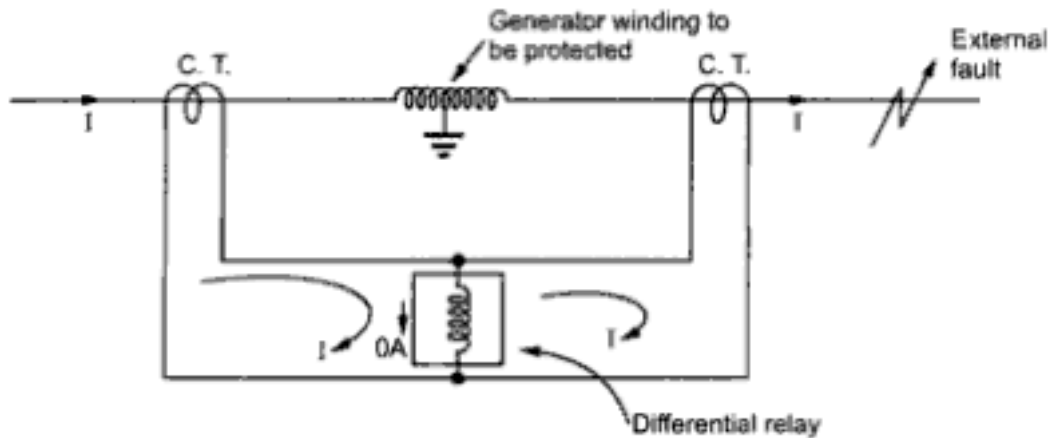 Generator winding to
be protected
External
fault
C. T.
C. T.
I
I
I
0A
I
Differential relay